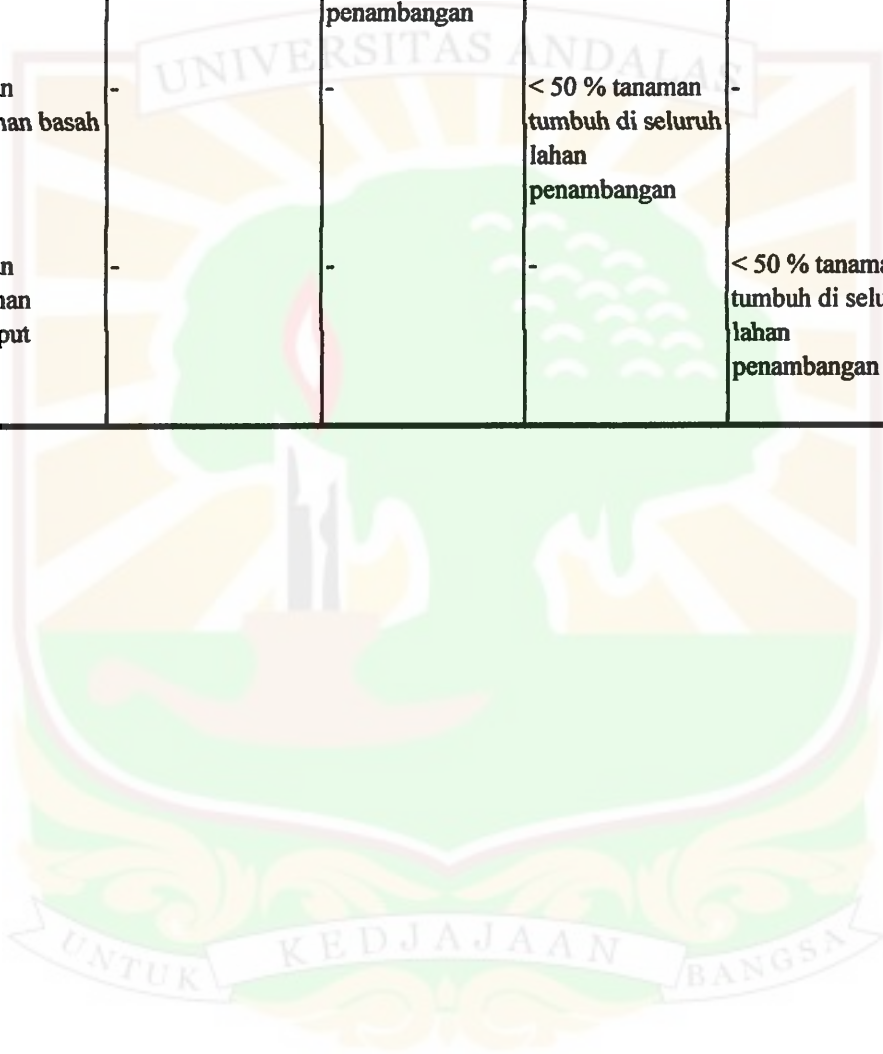 penambangan
UNIVERSITAS ANDALAS
n - - < 50 % tanaman -
nan basah tumbuh di seluruh
lahan
penambangan
n - - - < 50 % tanama
nan tumbuh di selu
put lahan
penambangan
UNTUK KEDJAJAAN BANGSA